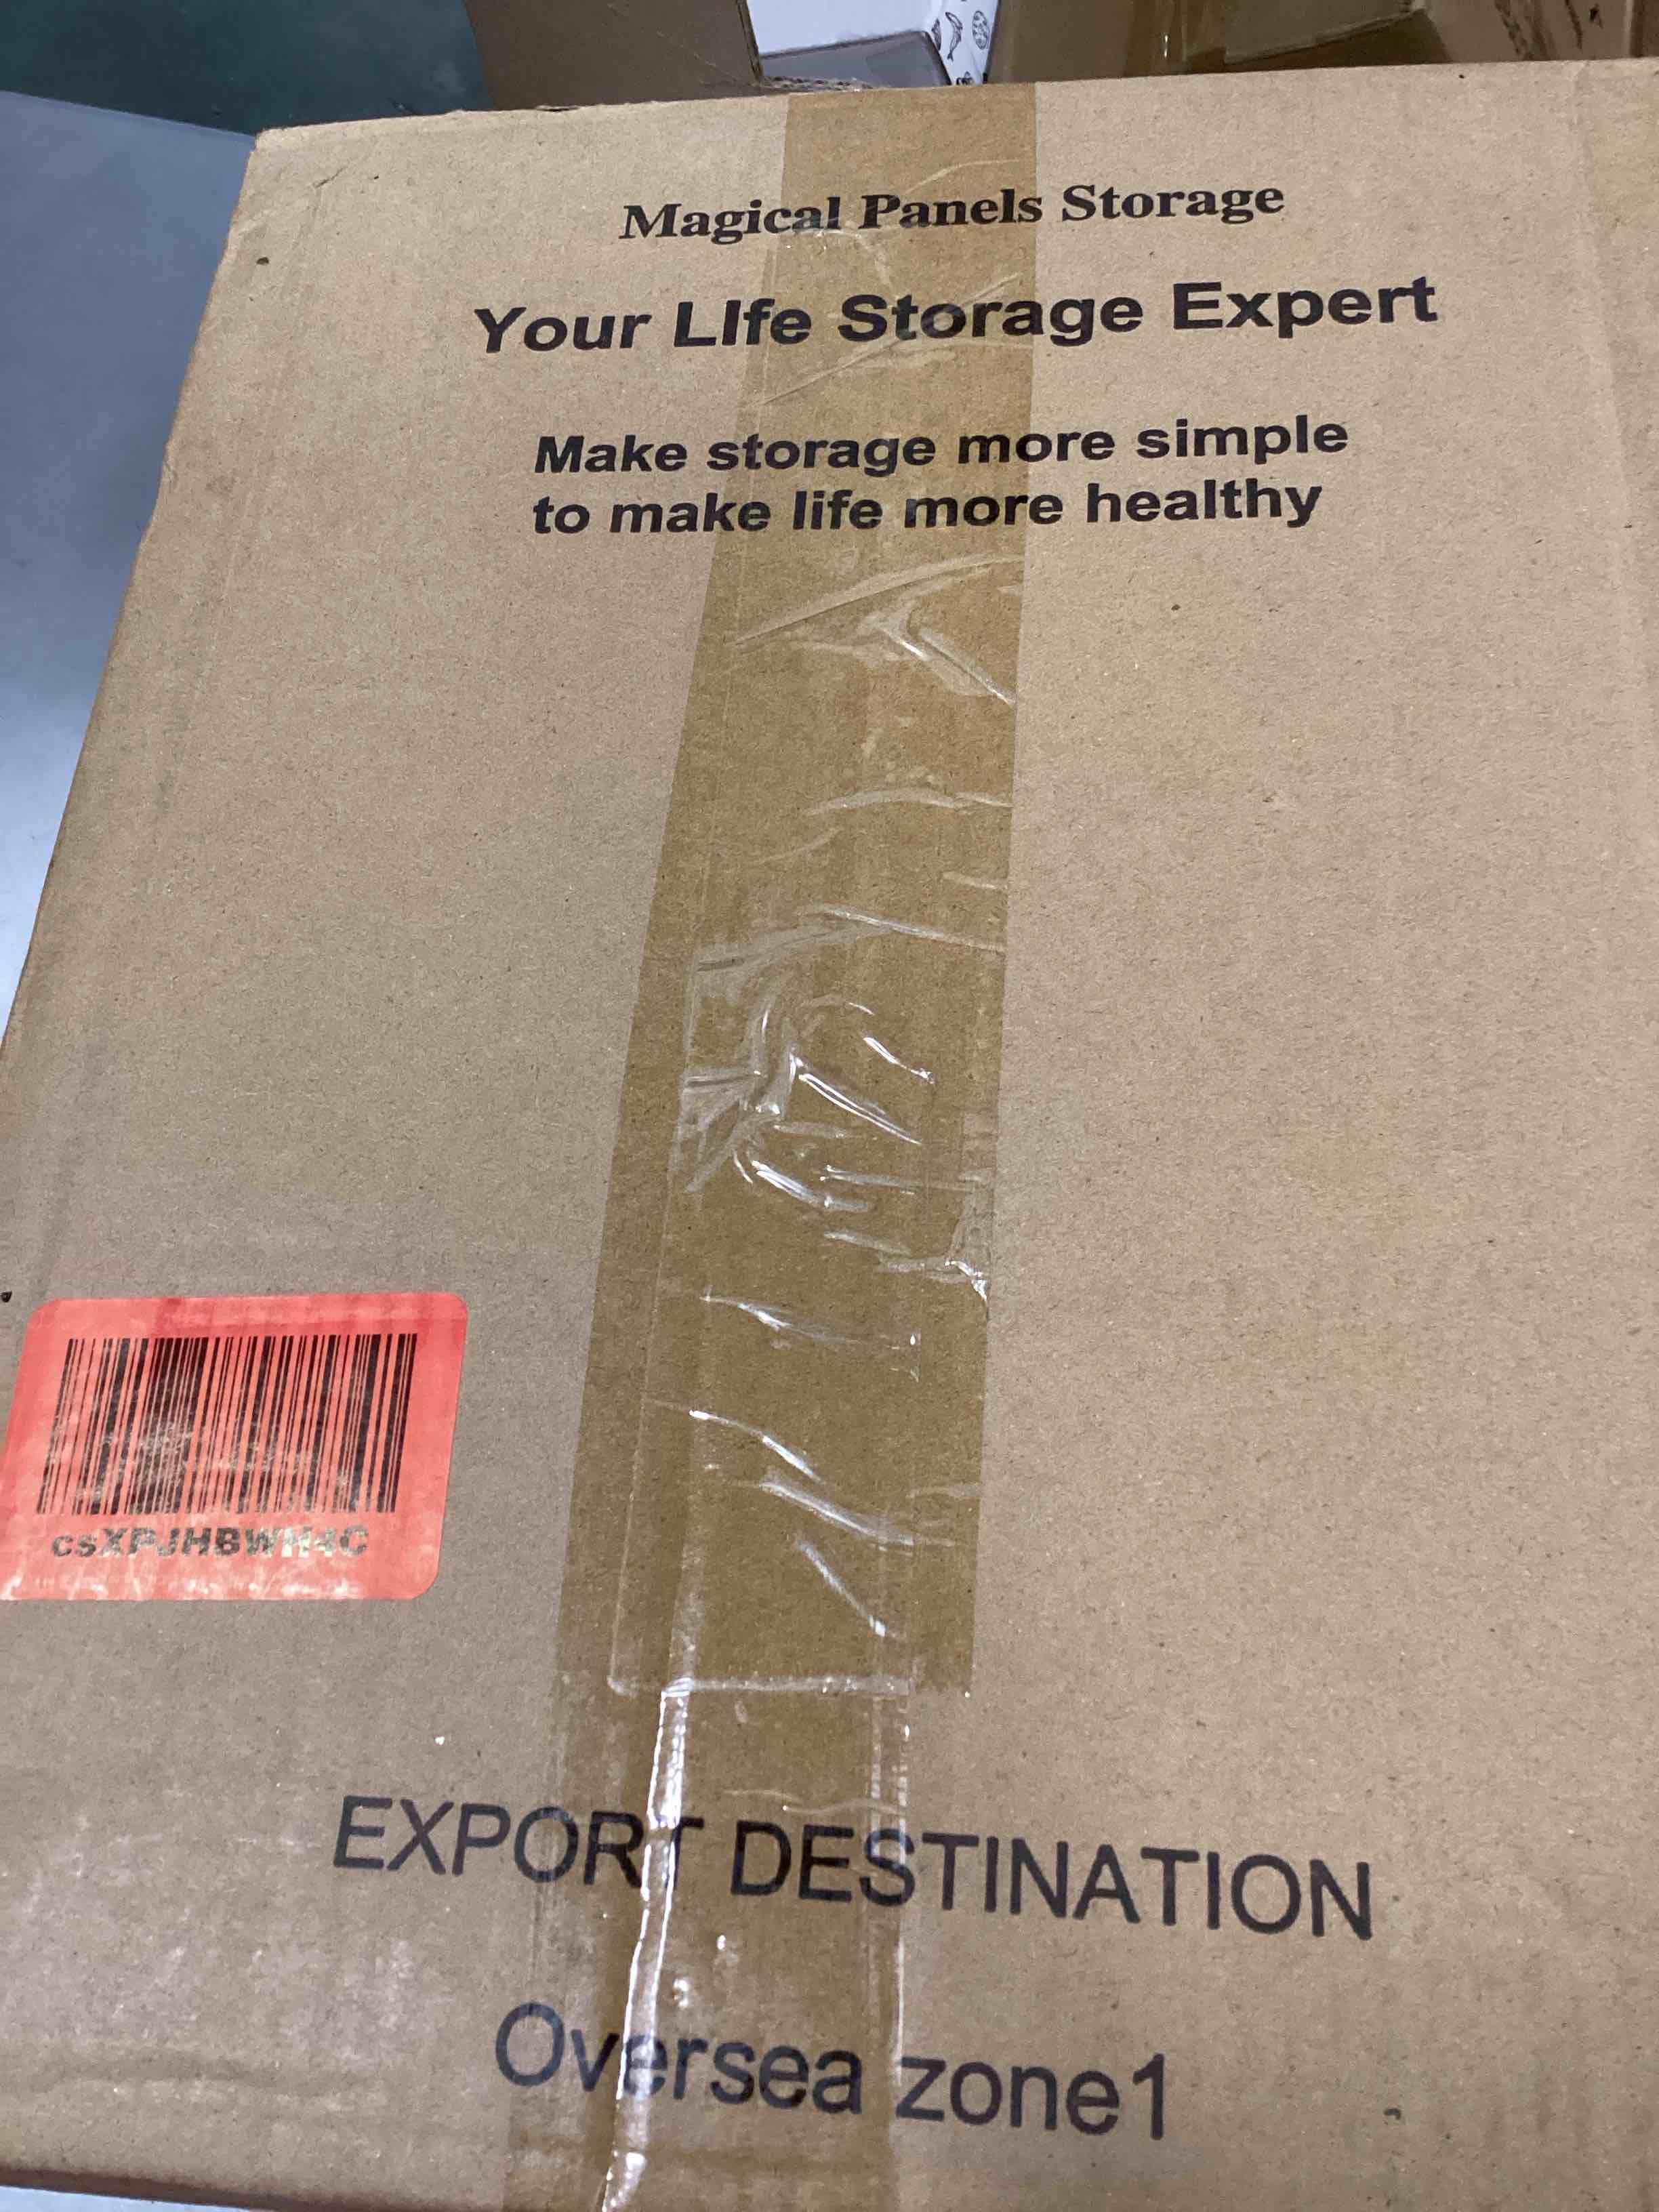 Magical Panels Storage
Your LIfe Storage Expert
Make storage more simple
to make life more healthy
csXPJHBWH4C
EXPORT DESTINATION
Oversea zone1